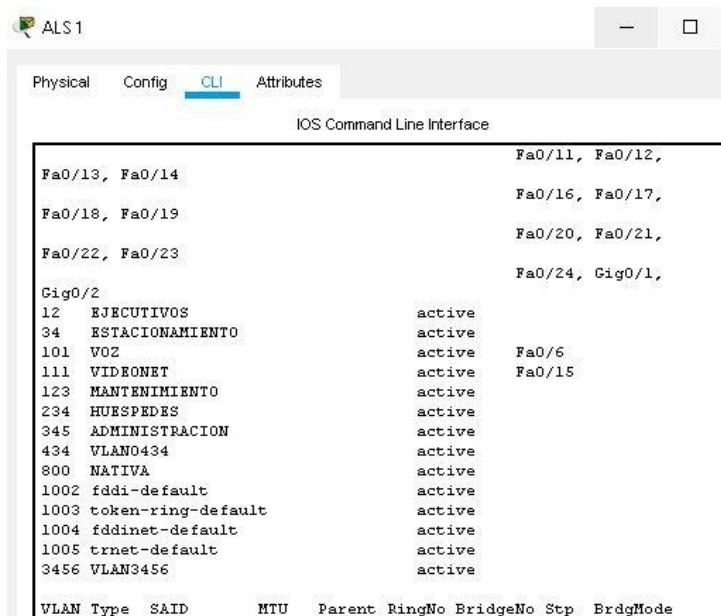 ALS1
Physical Config CLI Attributes
IOS Command Line Interface
Fa0/11, Fa0/12,
Fa0/13, Fa0/14
Fa0/16, Fa0/17,
Fa0/18, Fa0/19
Fa0/20, Fa0/21,
Fa0/22, Fa0/23
Fa0/24, Gig0/1,
Gig0/2
12 EJECUTIVOS active
34 ESTACIONAMIENTO active
101 VOZ active Fa0/6
111 VIDEONET active Fa0/15
123 MANTENIMIENTO active
234 HUESPEDES active
345 ADMINISTRACION active
434 VLAN0434 active
800 NATIVA active
1002 fddi-default active
1003 token-ring-default active
1004 fddinet-default active
1005 trnet-default active
3456 VLAN3456 active
VLAN Type SAID MTU Parent RingNo BridgeNo Stp BrdgMode